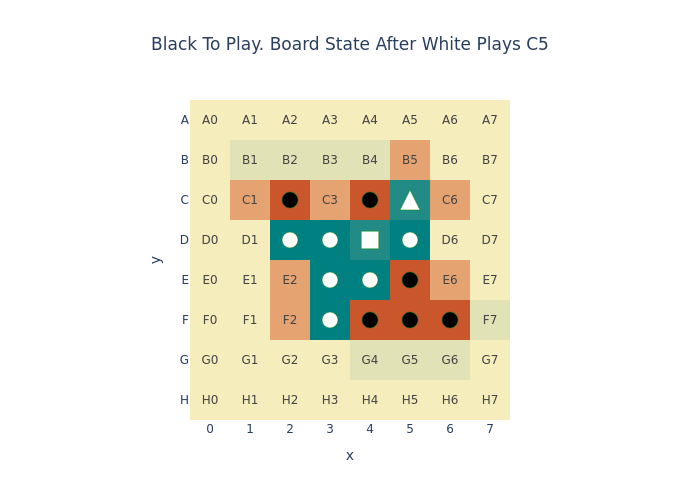 Black To Play. Board State After White Plays C5
A A0 A1 A2 A3 A4 A5 A6 A7
B B0 B1 B2 B3 B4 B5 B6 B7
C C0 C1 C3 C6 C7
D D0 D1 D6 D7
E E0 E1 E2 E6 E7
F F0 F1 F2 F7
G G0 G1 G2 G3 G4 G5 G6 G7
H H0 H1 H2 H3 H4 H5 H6 H7
0 1 2 3 4 5 6 7
x
y